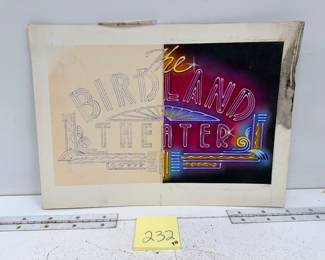 The
BIRDLAND
THEATER
232